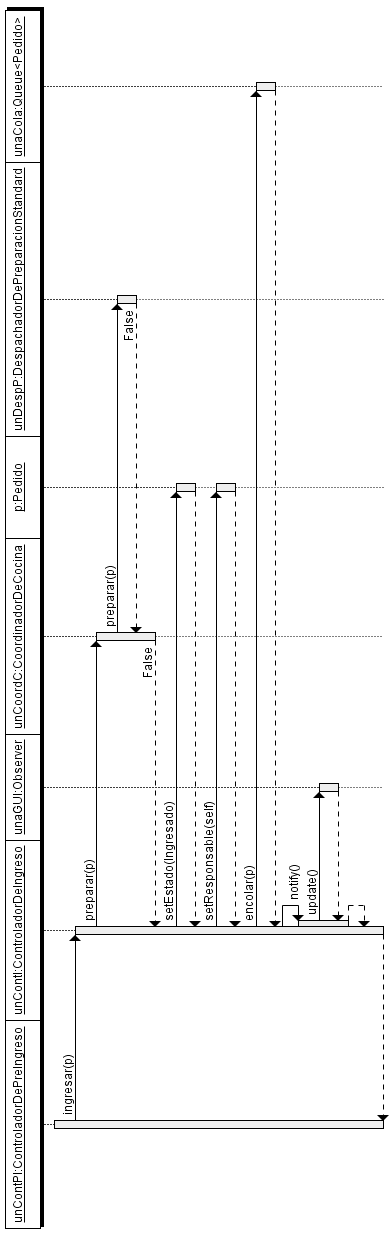 unContPI:ControladorDePreIngreso
unContI:ControladorDeIngreso
unaGUI:Observer
unCoordC:CoordinadorDeCocina
p:Pedido
unDespP:DespachadorDePreparacionStandard
unaCola:Queue<Pedido>
ingresar(p)
preparar(p)
preparar(p)
False
False
setEstado(Ingresado)
setResponsable(self)
encolar(p)
notify()
update()